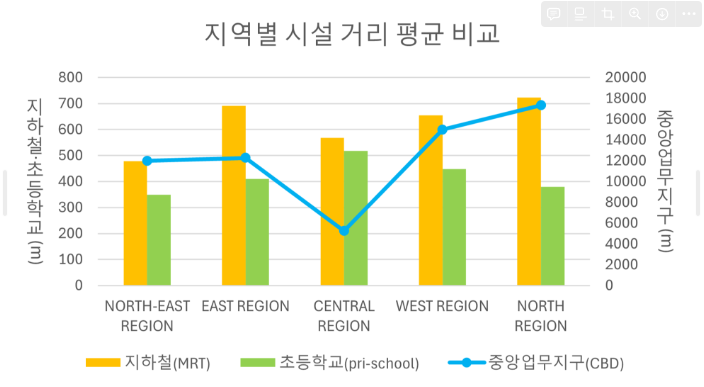 지역별 시설 거리 평균 비교
지하철·초등학교 (m)
800
700
600
500
400
300
200
100
0
20000
18000
16000
14000
12000
10000
8000
6000
4000
2000
0
중앙업무지구 (m)
NORTH-EAST
REGION
EAST REGION
CENTRAL
REGION
WEST REGION
NORTH
REGION
지하철(MRT)
초등학교(pri-school)
중앙업무지구(CBD)